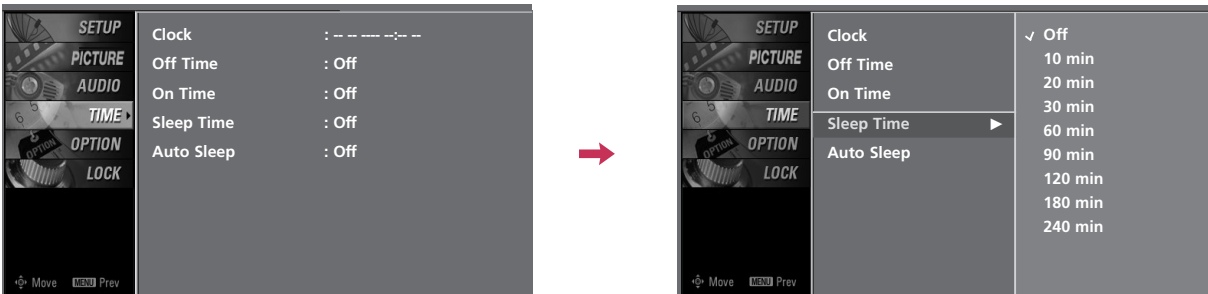 SETUP
PICTURE
AUDIO
TIME
OPTION
LOCK
Move MENU Prev
Clock : -- -- ---- --:-- --
Off Time : Off
On Time : Off
Sleep Time : Off
Auto Sleep : Off
SETUP
PICTURE
AUDIO
TIME
OPTION
LOCK
Move MENU Prev
Clock
Off Time
On Time
Sleep Time
Auto Sleep
✓ Off
10 min
20 min
30 min
60 min
90 min
120 min
180 min
240 min